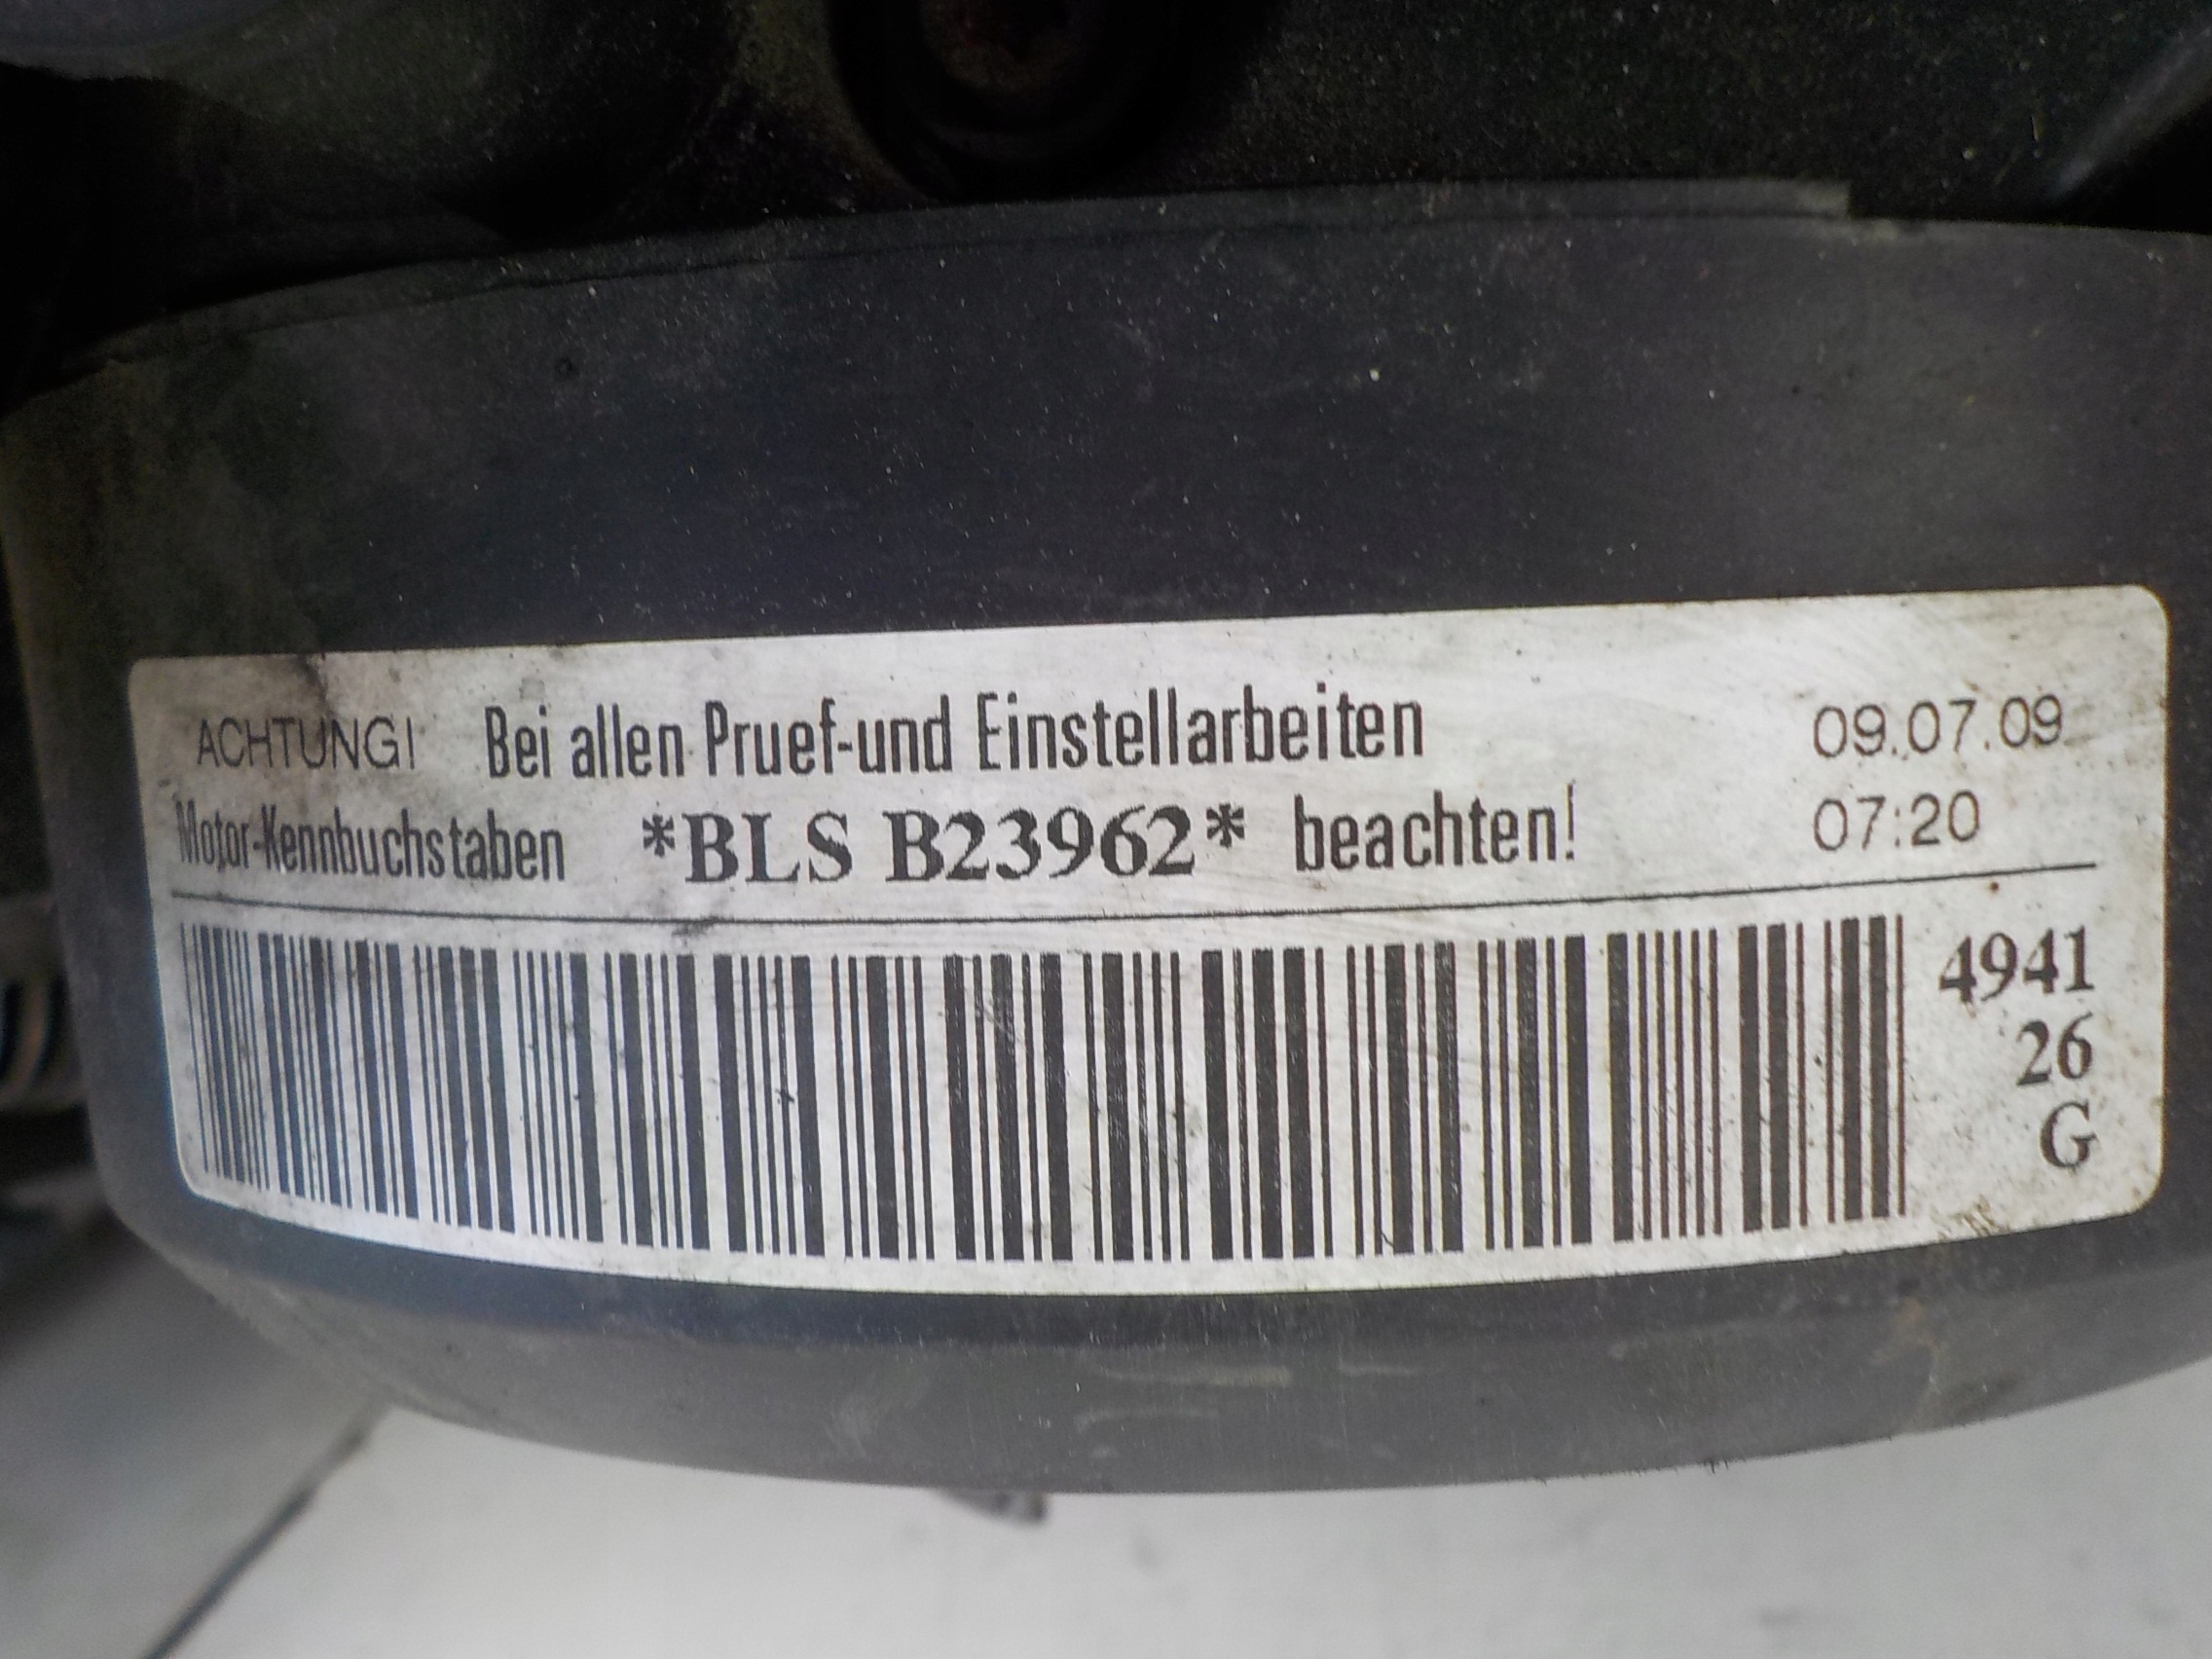 ACHTUNG! Bei allen Pruef-und Einstellarbeiten 09.07.09
Motor-Kennbuchstaben *BLS B23962* beachten! 07:20
4941
26
G